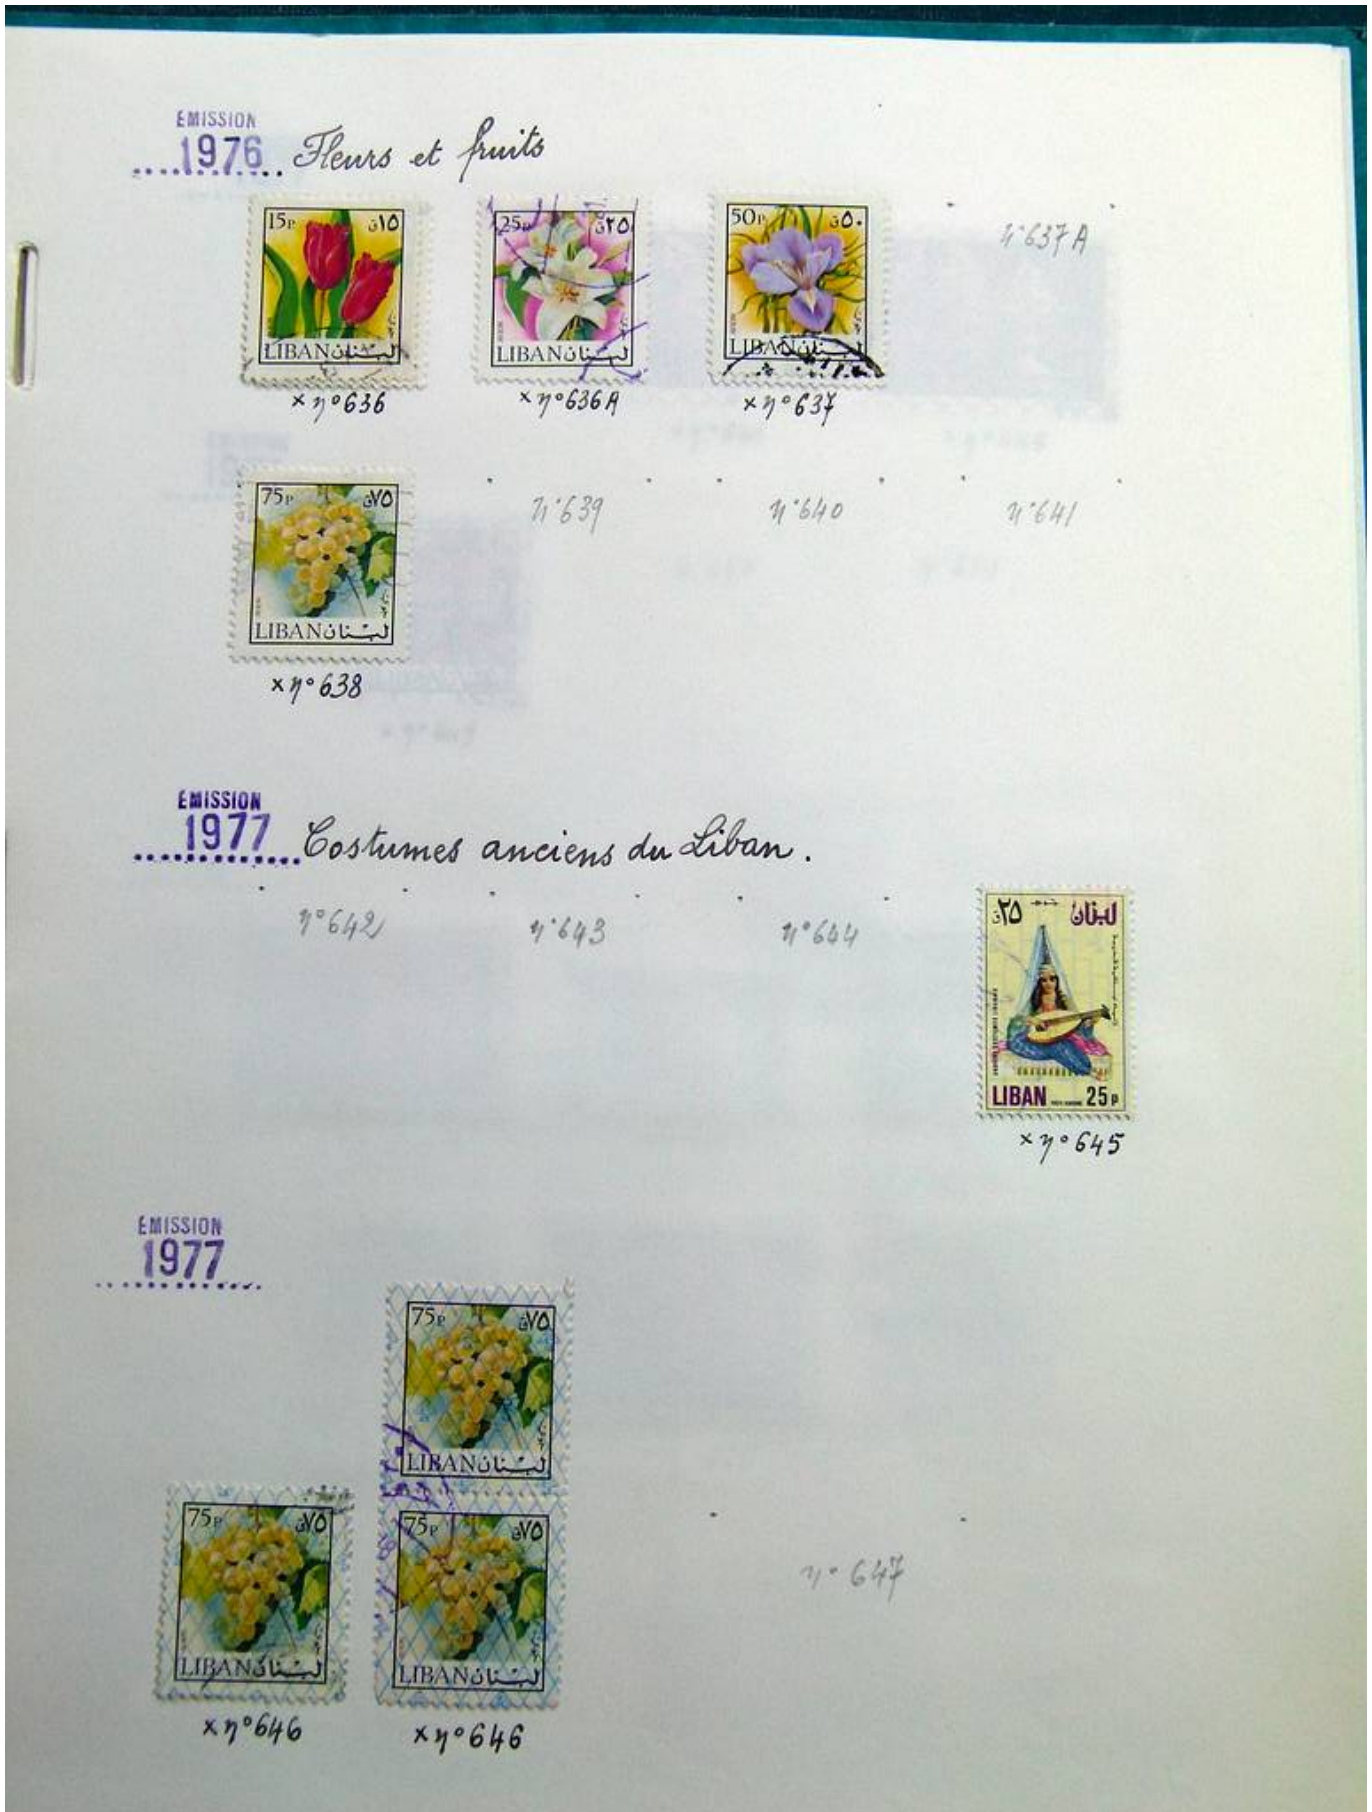 EMISSION
1976 Fleurs et fruits
15P ١٥ق
LIBAN لبنان
25P ٢٥ق
LIBAN لبنان
50P ٥٠ق
LIBAN لبنان
n°637A
x n°636
x n°636A
x n°637
75P ٧٥ق
LIBAN لبنان
n°639
n°640
n°641
x n°638
EMISSION
1977 Costumes anciens du Liban.
n°642
n°643
n°644
٢٥ق لبنان
LIBAN 25P
x n°645
EMISSION
1977
75P ٧٥ق
LIBAN لبنان
75P ٧٥ق
LIBAN لبنان
75P ٧٥ق
LIBAN لبنان
n°647
x n°646
x n°646